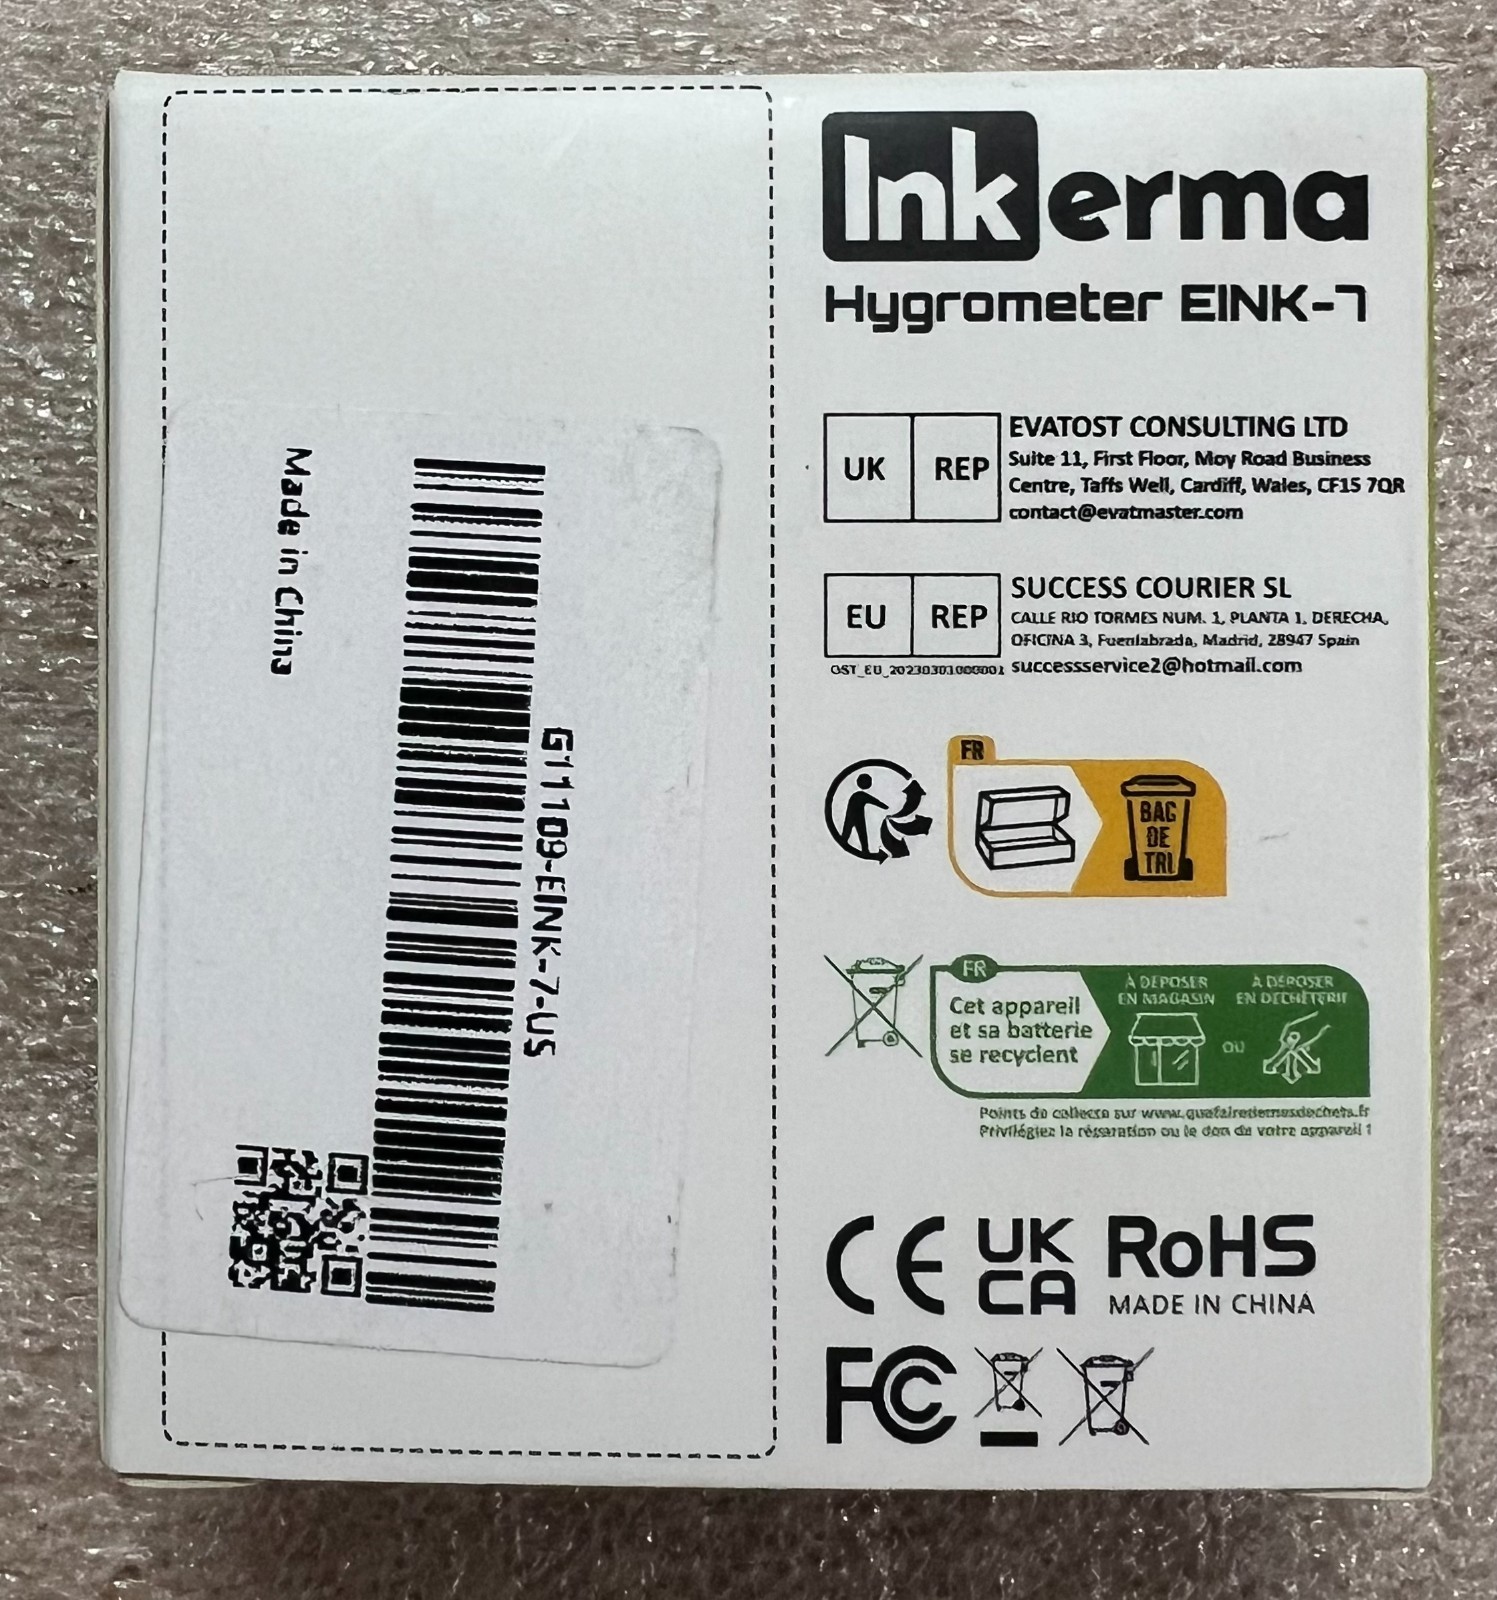 Made in China
G11109-EINK-7-US
Inkerma
Hygrometer EINK-7
UK REP
EVATOST CONSULTING LTD
Suite 11, First Floor, Moy Road Business
Centre, Taffs Well, Cardiff, Wales, CF15 7QR
contact@evatmaster.com
EU REP
SUCCESS COURIER SL
CALLE RIO TORMES NUM. 1, PLANTA 1, DERECHA,
OFICINA 3, Fuenlabrada, Madrid, 28947 Spain
successservice2@hotmail.com
FR
BAC
DE
TRI
FR
Cet appareil
et sa batterie
se recyclent
À DÉPOSER
EN MAGASIN
OU
À DÉPOSER
EN DÉCHÈTERIE
Points de collecte sur www.quefairedemesdechets.fr
Privilégiez la réparation ou le don de votre appareil !
CE
UK
CA
RoHS
MADE IN CHINA
FC